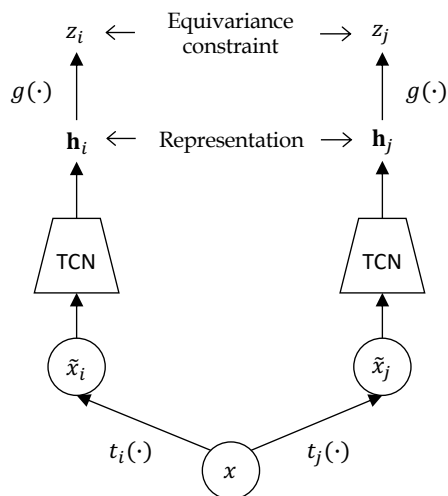 z_i ← Equivariance constraint → z_j
g(·) g(·)
𝐡_i ← Representation → 𝐡_j
TCN TCN
x̃_i x̃_j
t_i(·) t_j(·)
x